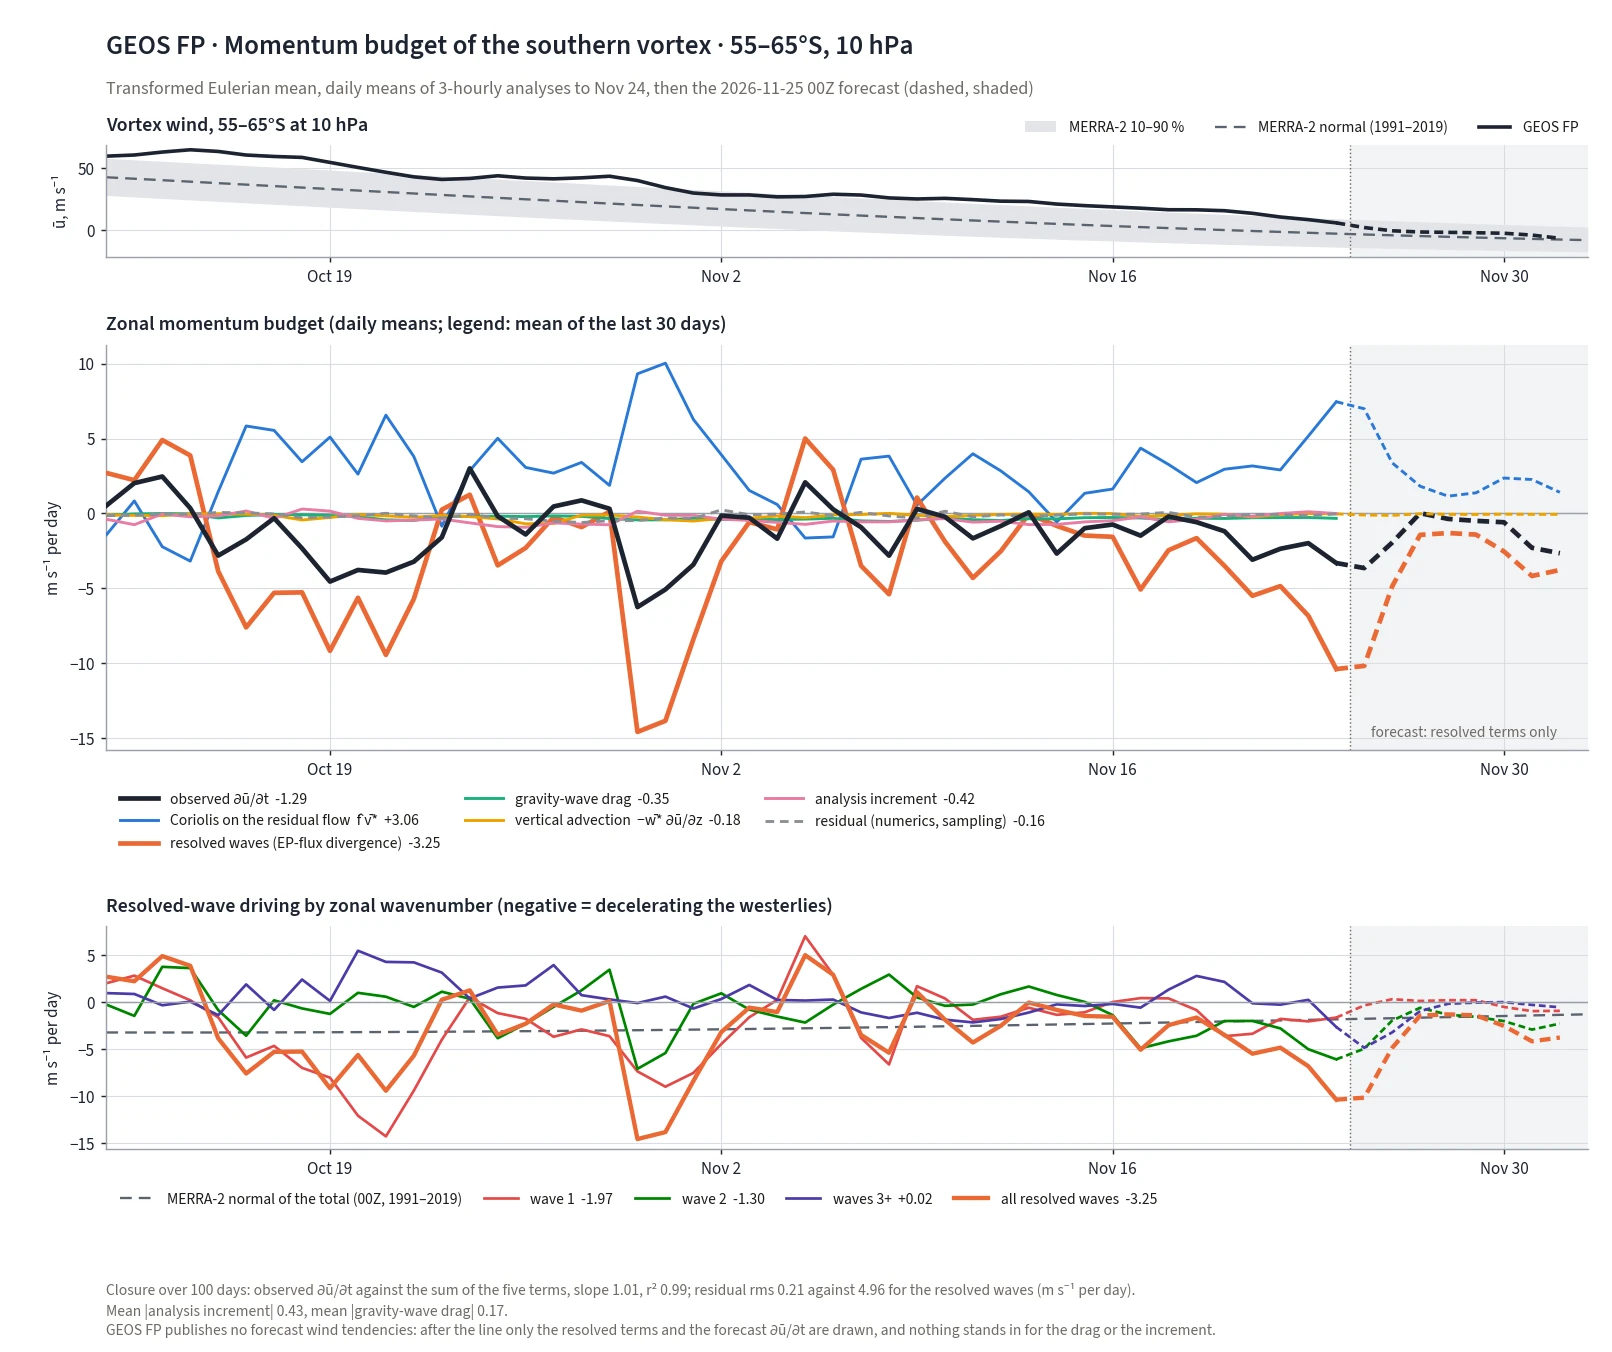 GEOS FP · Momentum budget of the southern vortex · 55–65°S, 10 hPa
Transformed Eulerian mean, daily means of 3-hourly analyses to Nov 24, then the 2026-11-25 00Z forecast (dashed, shaded)
Vortex wind, 55–65°S at 10 hPa
MERRA-2 10–90 %
MERRA-2 normal (1991–2019)
GEOS FP
ū, m s⁻¹
50
0
Oct 19
Nov 2
Nov 16
Nov 30
Zonal momentum budget (daily means; legend: mean of the last 30 days)
m s⁻¹ per day
10
5
0
−5
−10
−15
forecast: resolved terms only
Oct 19
Nov 2
Nov 16
Nov 30
observed ∂ū/∂t -1.29
Coriolis on the residual flow f v̄* +3.06
resolved waves (EP-flux divergence) -3.25
gravity-wave drag -0.35
vertical advection −w̄* ∂ū/∂z -0.18
analysis increment -0.42
residual (numerics, sampling) -0.16
Resolved-wave driving by zonal wavenumber (negative = decelerating the westerlies)
m s⁻¹ per day
5
0
−5
−10
−15
Oct 19
Nov 2
Nov 16
Nov 30
MERRA-2 normal of the total (00Z, 1991–2019)
wave 1 -1.97
wave 2 -1.30
waves 3+ +0.02
all resolved waves -3.25
Closure over 100 days: observed ∂ū/∂t against the sum of the five terms, slope 1.01, r² 0.99; residual rms 0.21 against 4.96 for the resolved waves (m s⁻¹ per day).
Mean |analysis increment| 0.43, mean |gravity-wave drag| 0.17.
GEOS FP publishes no forecast wind tendencies: after the line only the resolved terms and the forecast ∂ū/∂t are drawn, and nothing stands in for the drag or the increment.